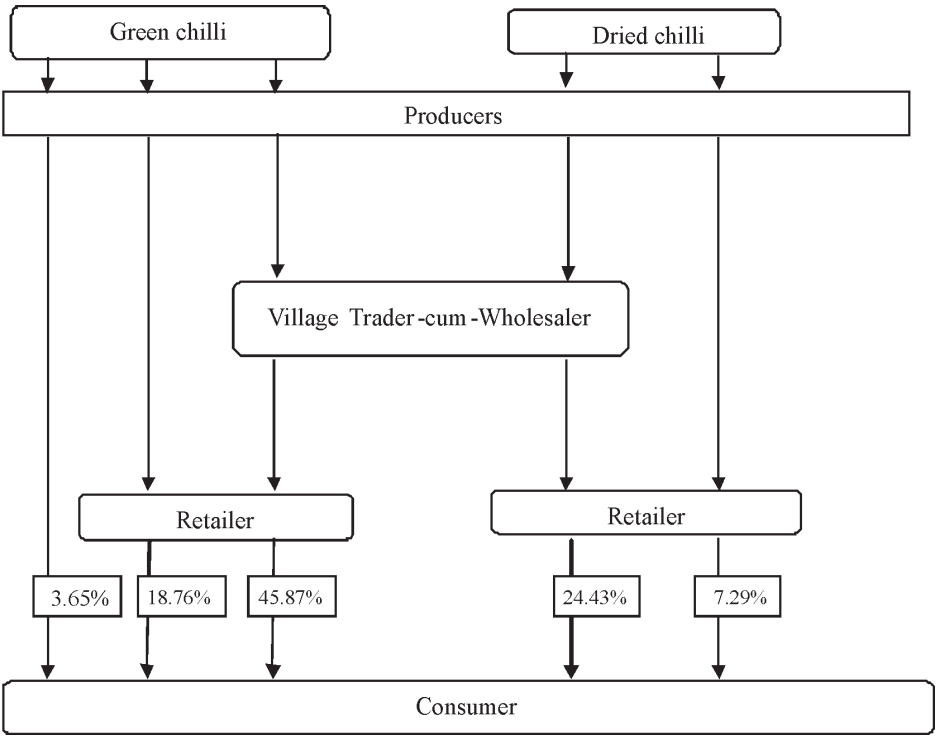 Green chilli
Dried chilli
Producers
Village Trader-cum-Wholesaler
Retailer
Retailer
3.65%
18.76%
45.87%
24.43%
7.29%
Consumer